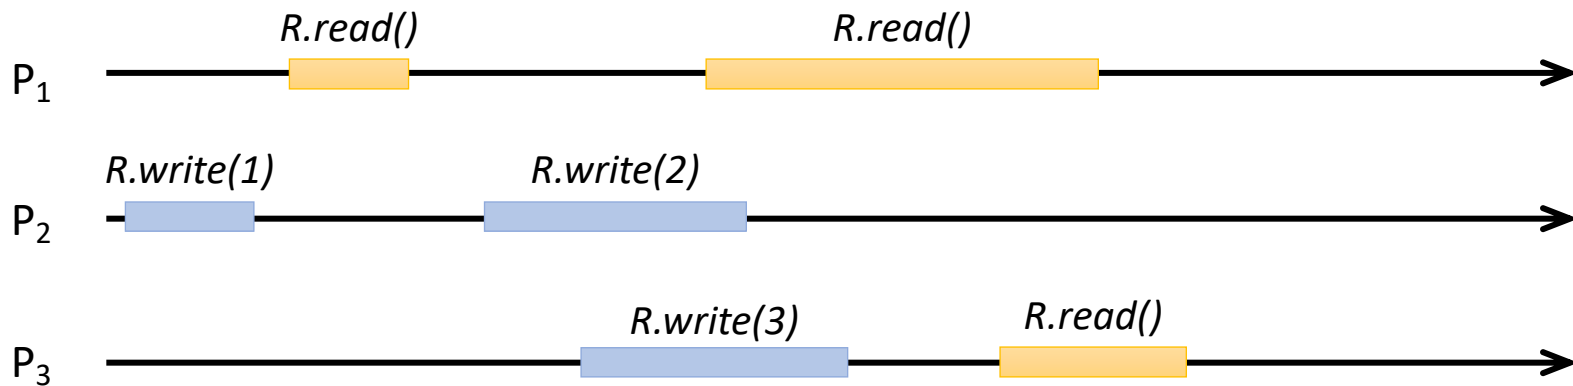 R.read() R.read()
P1
R.write(1) R.write(2)
P2
R.write(3) R.read()
P3